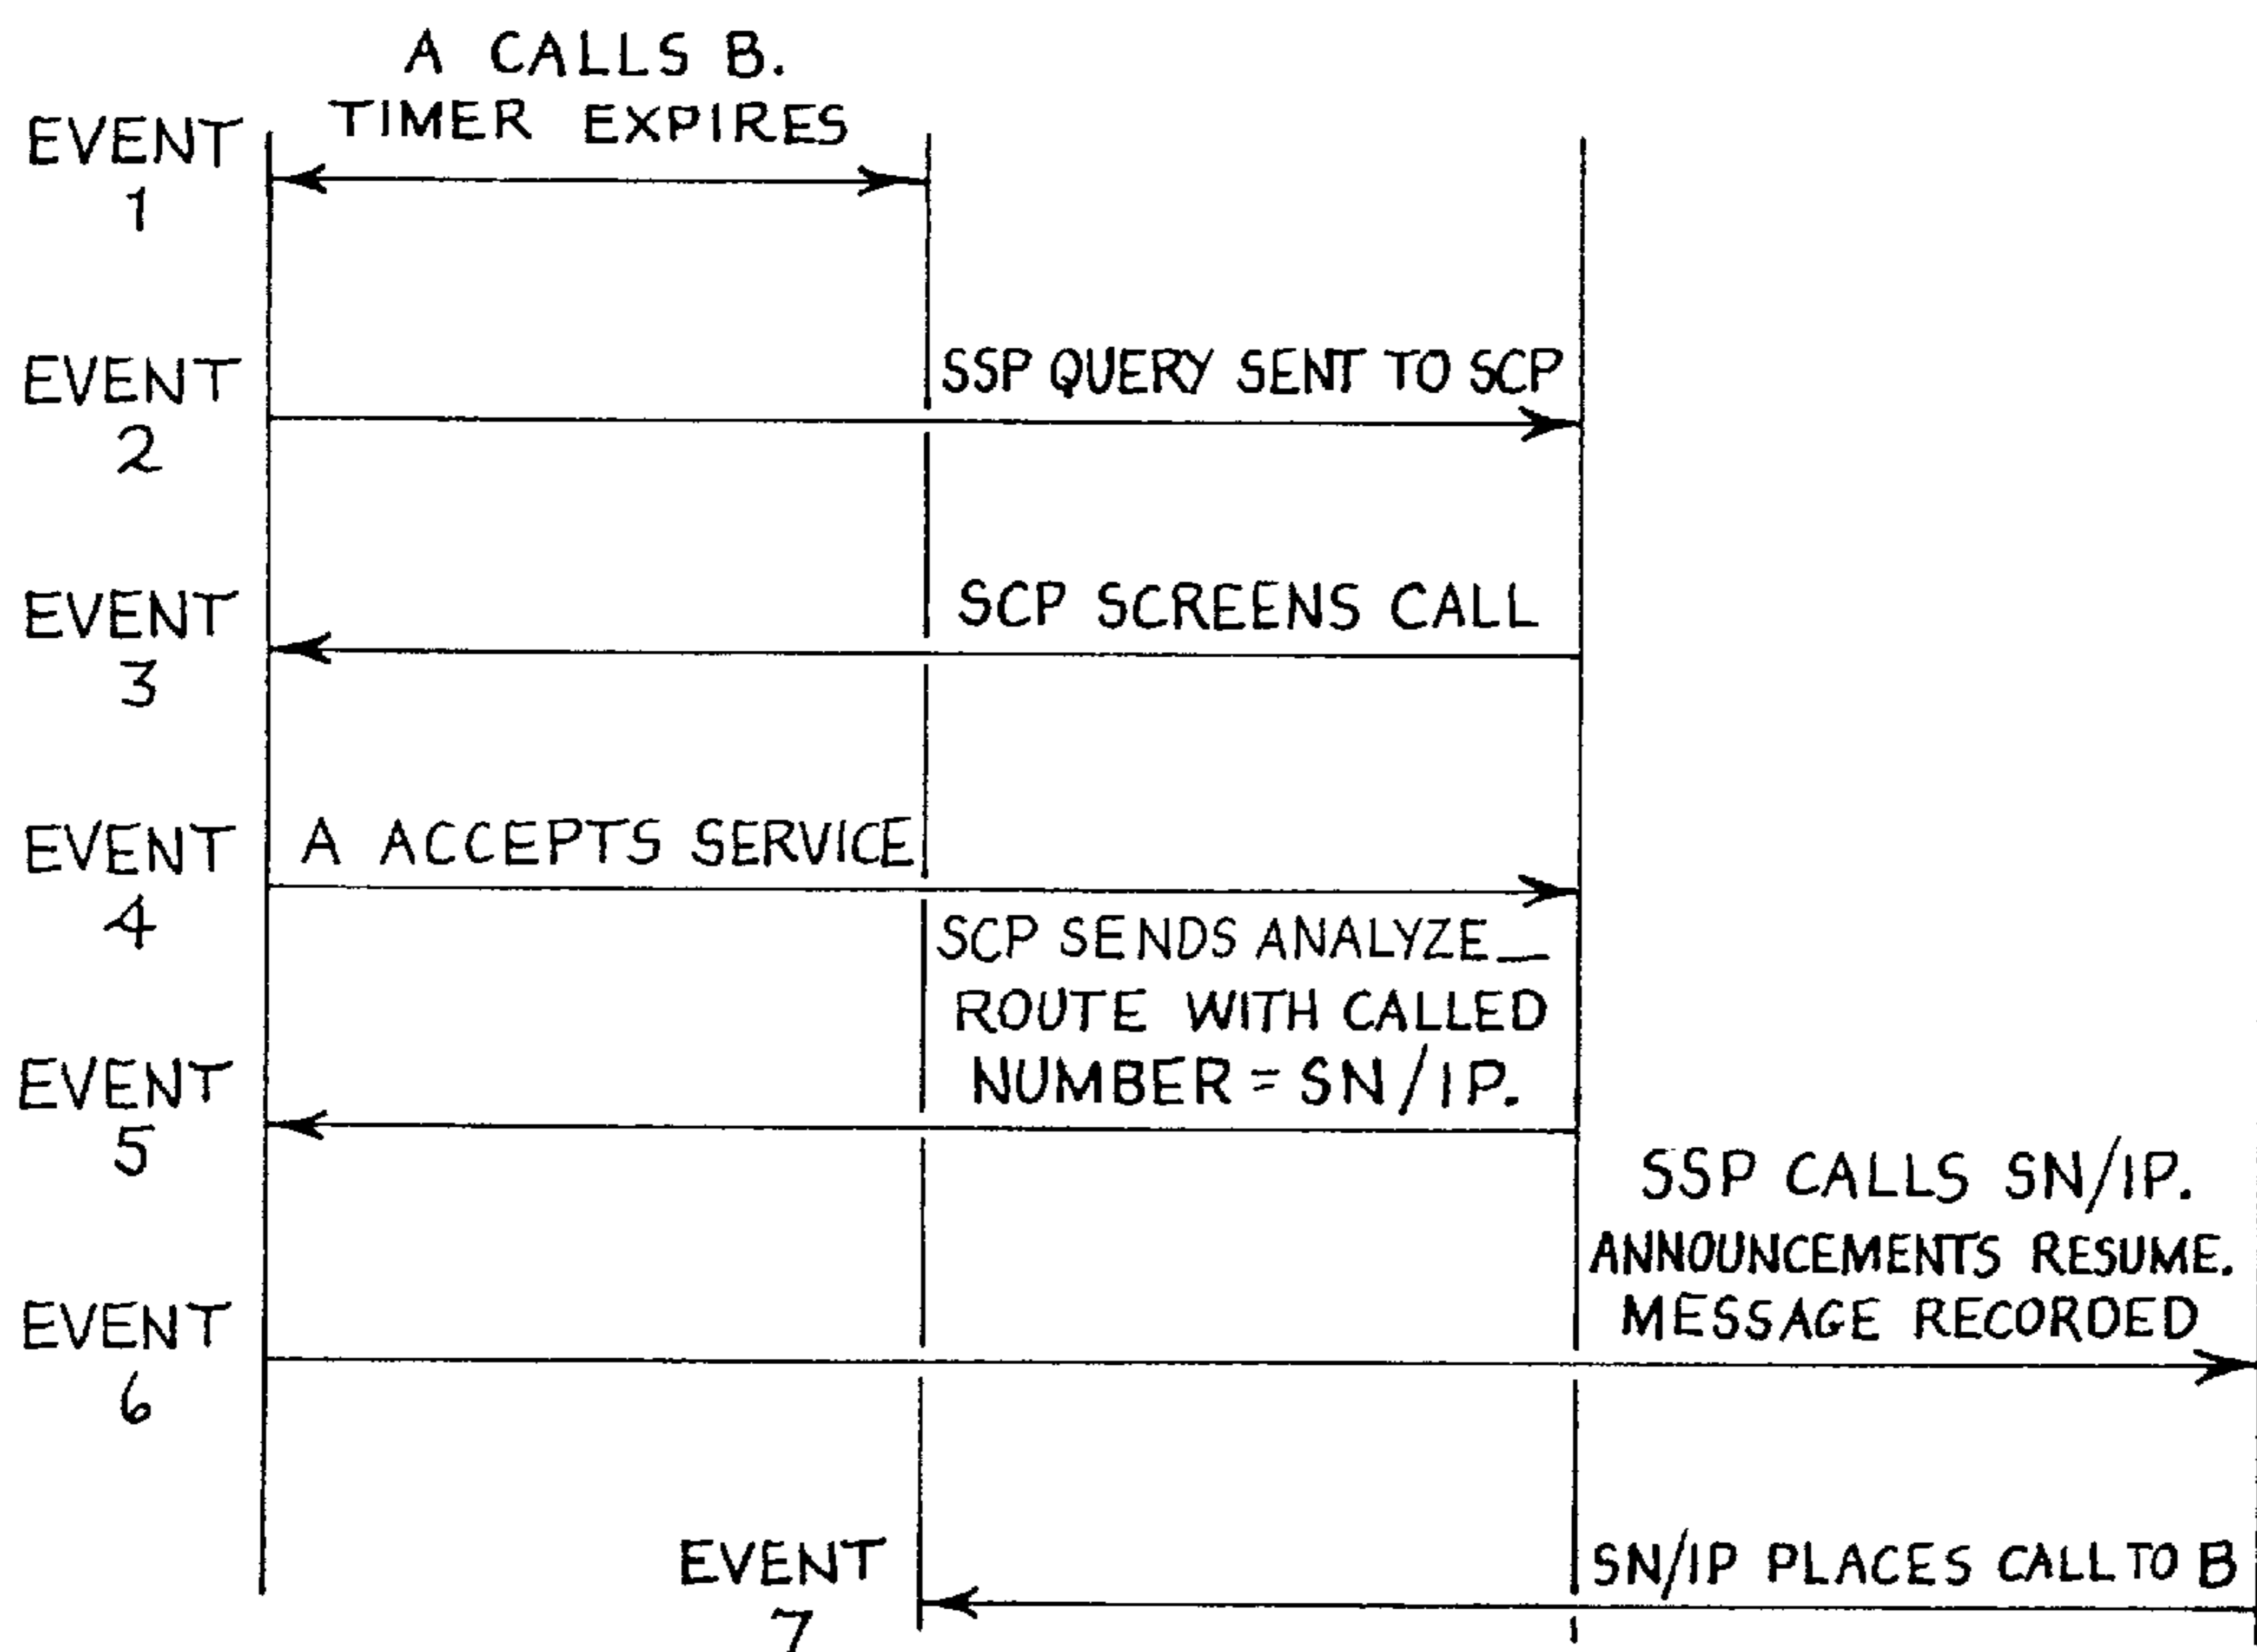 A CALLS B.
TIMER EXPIRES
EVENT
1
SSP QUERY SENT TO SCP
EVENT
2
SCP SCREENS CALL
EVENT
3
A ACCEPTS SERVICE
EVENT
4
SCP SENDS ANALYZE_
ROUTE WITH CALLED
NUMBER = SN/IP.
EVENT
5
SSP CALLS SN/IP.
ANNOUNCEMENTS RESUME.
MESSAGE RECORDED
EVENT
6
SN/IP PLACES CALL TO B
EVENT
7